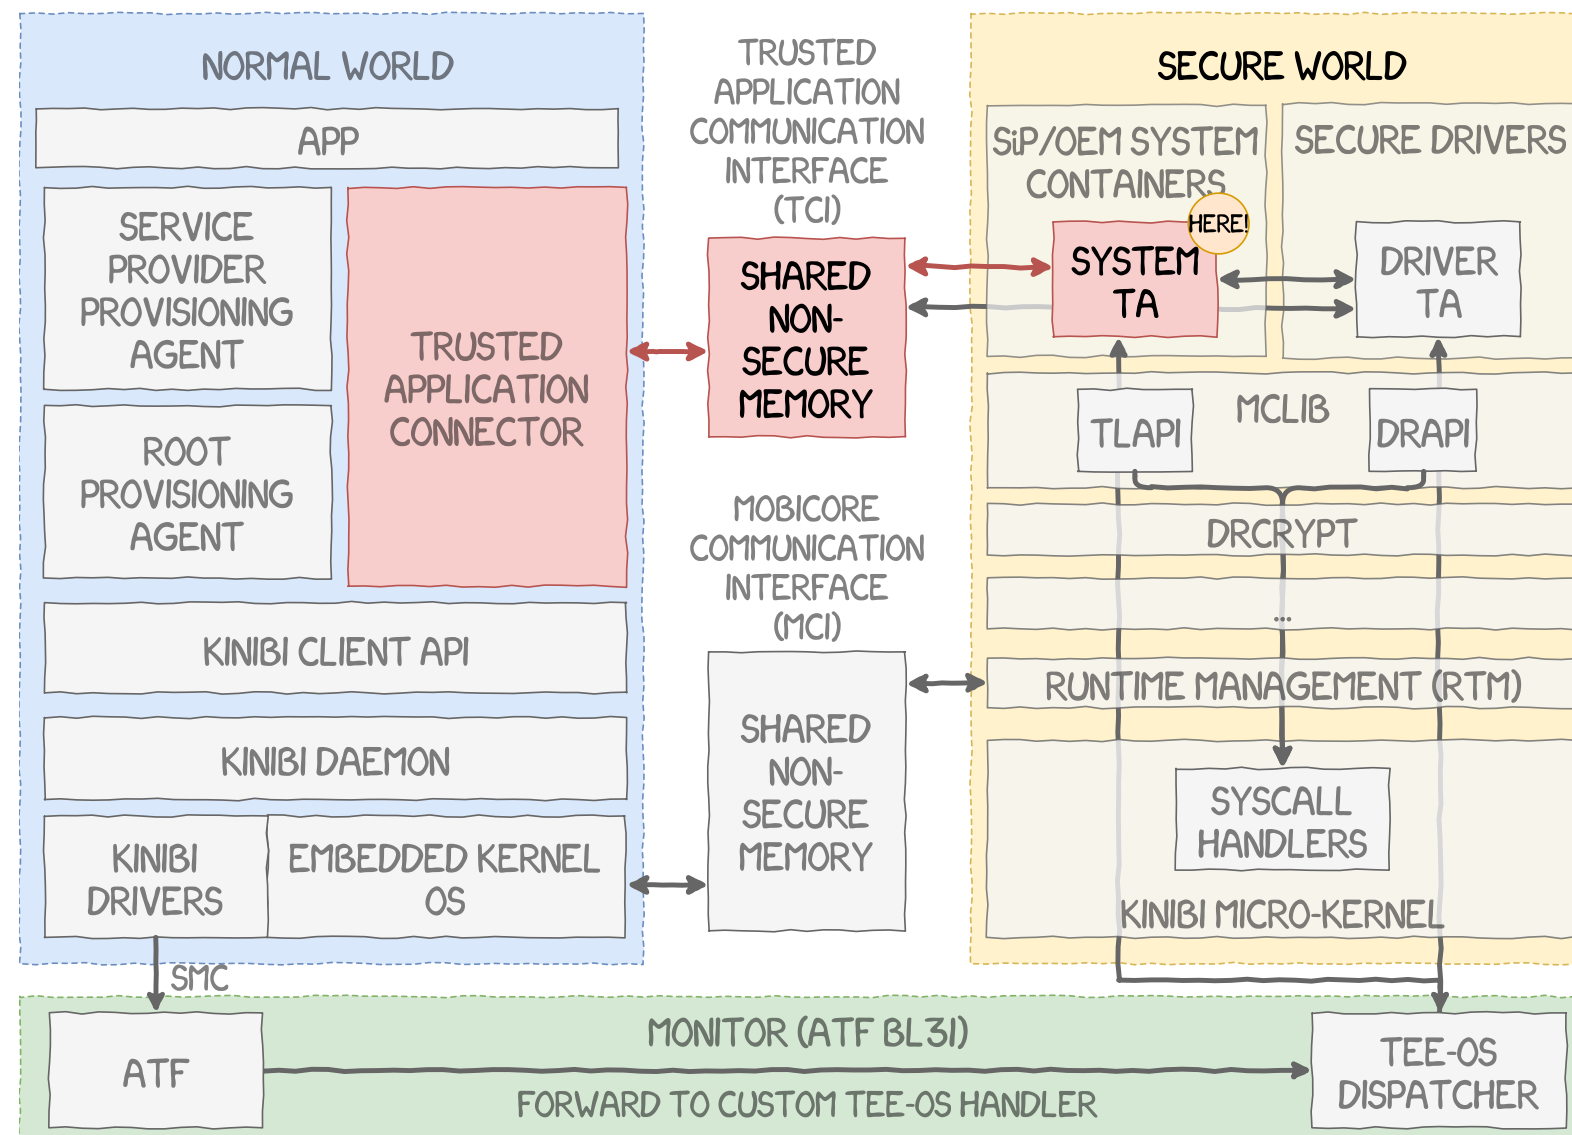 NORMAL WORLD
APP
SERVICE
PROVIDER
PROVISIONING
AGENT
ROOT
PROVISIONING
AGENT
TRUSTED
APPLICATION
CONNECTOR
KINIBI CLIENT API
KINIBI DAEMON
KINIBI
DRIVERS
EMBEDDED KERNEL
OS
SMC
TRUSTED
APPLICATION
COMMUNICATION
INTERFACE
(TCI)
SHARED
NON-
SECURE
MEMORY
MOBICORE
COMMUNICATION
INTERFACE
(MCI)
SHARED
NON-
SECURE
MEMORY
SECURE WORLD
SiP/OEM SYSTEM
CONTAINERS
HERE!
SYSTEM
TA
SECURE DRIVERS
DRIVER
TA
MCLIB
TLAPI
DRAPI
DRCRYPT
...
RUNTIME MANAGEMENT (RTM)
SYSCALL
HANDLERS
KINIBI MICRO-KERNEL
MONITOR (ATF BL31)
ATF
FORWARD TO CUSTOM TEE-OS HANDLER
TEE-OS
DISPATCHER